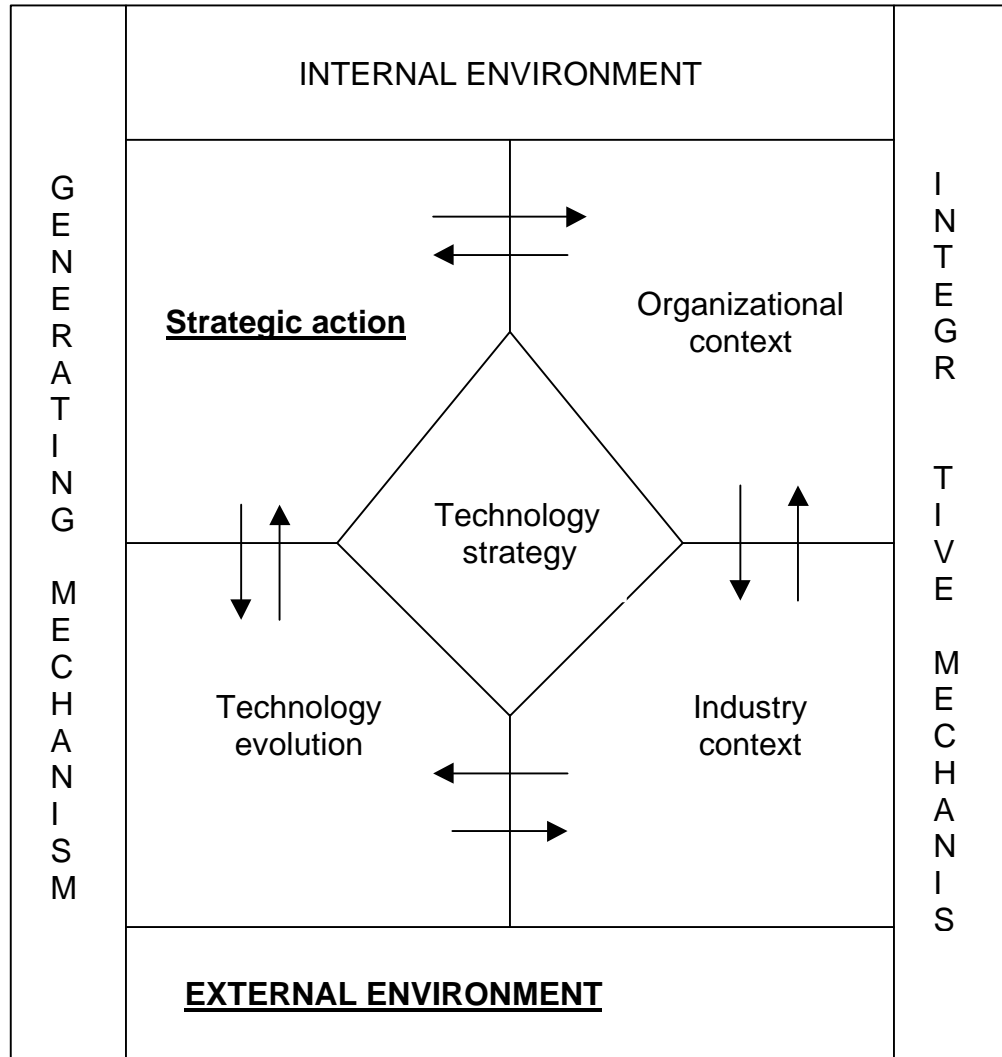 INTERNAL ENVIRONMENT
GENERATING MECHANISM
Strategic action
Organizational
context
INTEGR TIVE MECHANIS
Technology
strategy
Technology
evolution
Industry
context
EXTERNAL ENVIRONMENT